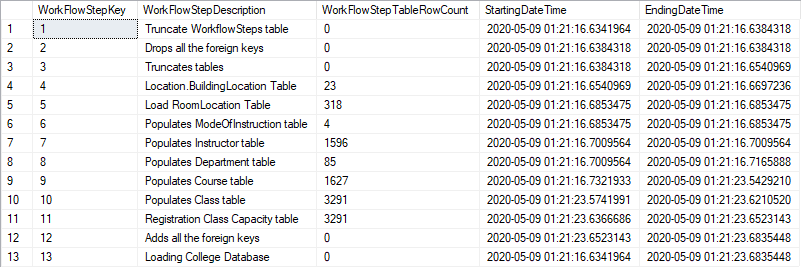 WorkFlowStepKey WorkFlowStepDescription WorkFlowStepTableRowCount StartingDateTime EndingDateTime
1 1 Truncate WorkflowSteps table 0 2020-05-09 01:21:16.6341964 2020-05-09 01:21:16.6384318
2 2 Drops all the foreign keys 0 2020-05-09 01:21:16.6384318 2020-05-09 01:21:16.6384318
3 3 Truncates tables 0 2020-05-09 01:21:16.6384318 2020-05-09 01:21:16.6540969
4 4 Location.BuildingLocation Table 23 2020-05-09 01:21:16.6540969 2020-05-09 01:21:16.6697236
5 5 Load RoomLocation Table 318 2020-05-09 01:21:16.6853475 2020-05-09 01:21:16.6853475
6 6 Populates ModeOfInstruction table 4 2020-05-09 01:21:16.6853475 2020-05-09 01:21:16.6853475
7 7 Populates Instructor table 1596 2020-05-09 01:21:16.7009564 2020-05-09 01:21:16.7009564
8 8 Populates Department table 85 2020-05-09 01:21:16.7009564 2020-05-09 01:21:16.7165888
9 9 Populates Course table 1627 2020-05-09 01:21:16.7321933 2020-05-09 01:21:23.5429210
10 10 Populates Class table 3291 2020-05-09 01:21:23.5741991 2020-05-09 01:21:23.6210520
11 11 Registration Class Capacity table 3291 2020-05-09 01:21:23.6366686 2020-05-09 01:21:23.6523143
12 12 Adds all the foreign keys 0 2020-05-09 01:21:23.6523143 2020-05-09 01:21:23.6835448
13 13 Loading College Database 0 2020-05-09 01:21:16.6341964 2020-05-09 01:21:23.6835448